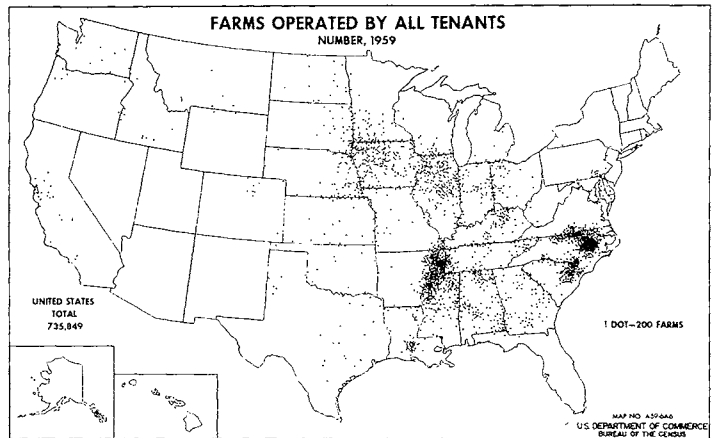 FARMS OPERATED BY ALL TENANTS
NUMBER, 1959
UNITED STATES
TOTAL
735,849
1 DOT—200 FARMS
MAP NO. A59-6A6
U.S. DEPARTMENT OF COMMERCE
BUREAU OF THE CENSUS